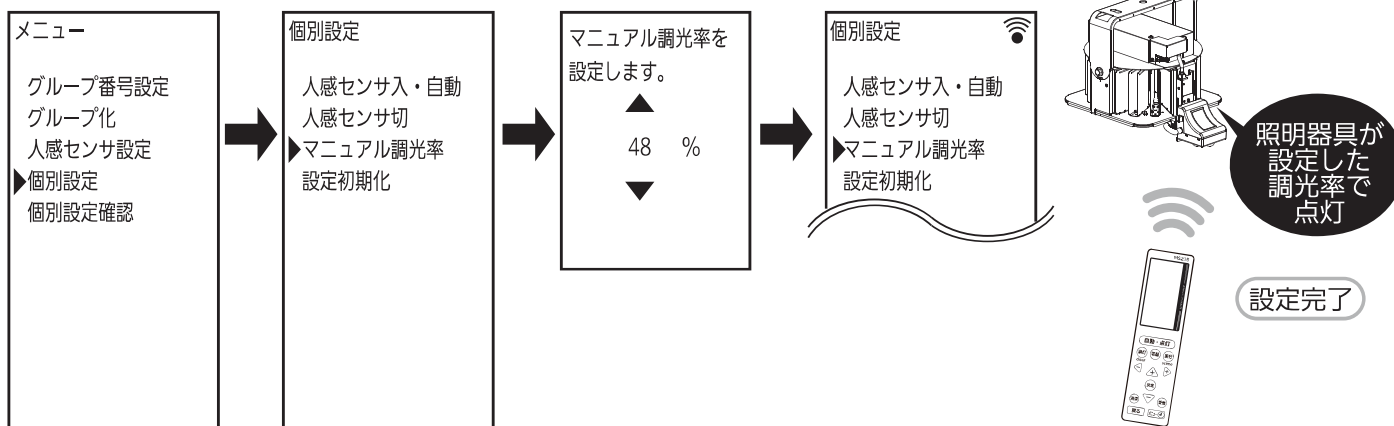 メニュー
グループ番号設定
グループ化
人感センサ設定
個別設定
個別設定確認
個別設定
人感センサ入・自動
人感センサ切
マニュアル調光率
設定初期化
マニュアル調光率を
設定します。
48 %
個別設定
人感センサ入・自動
人感センサ切
マニュアル調光率
設定初期化
照明器具が
設定した
調光率で
点灯
自動・点灯
戻る
設定完了